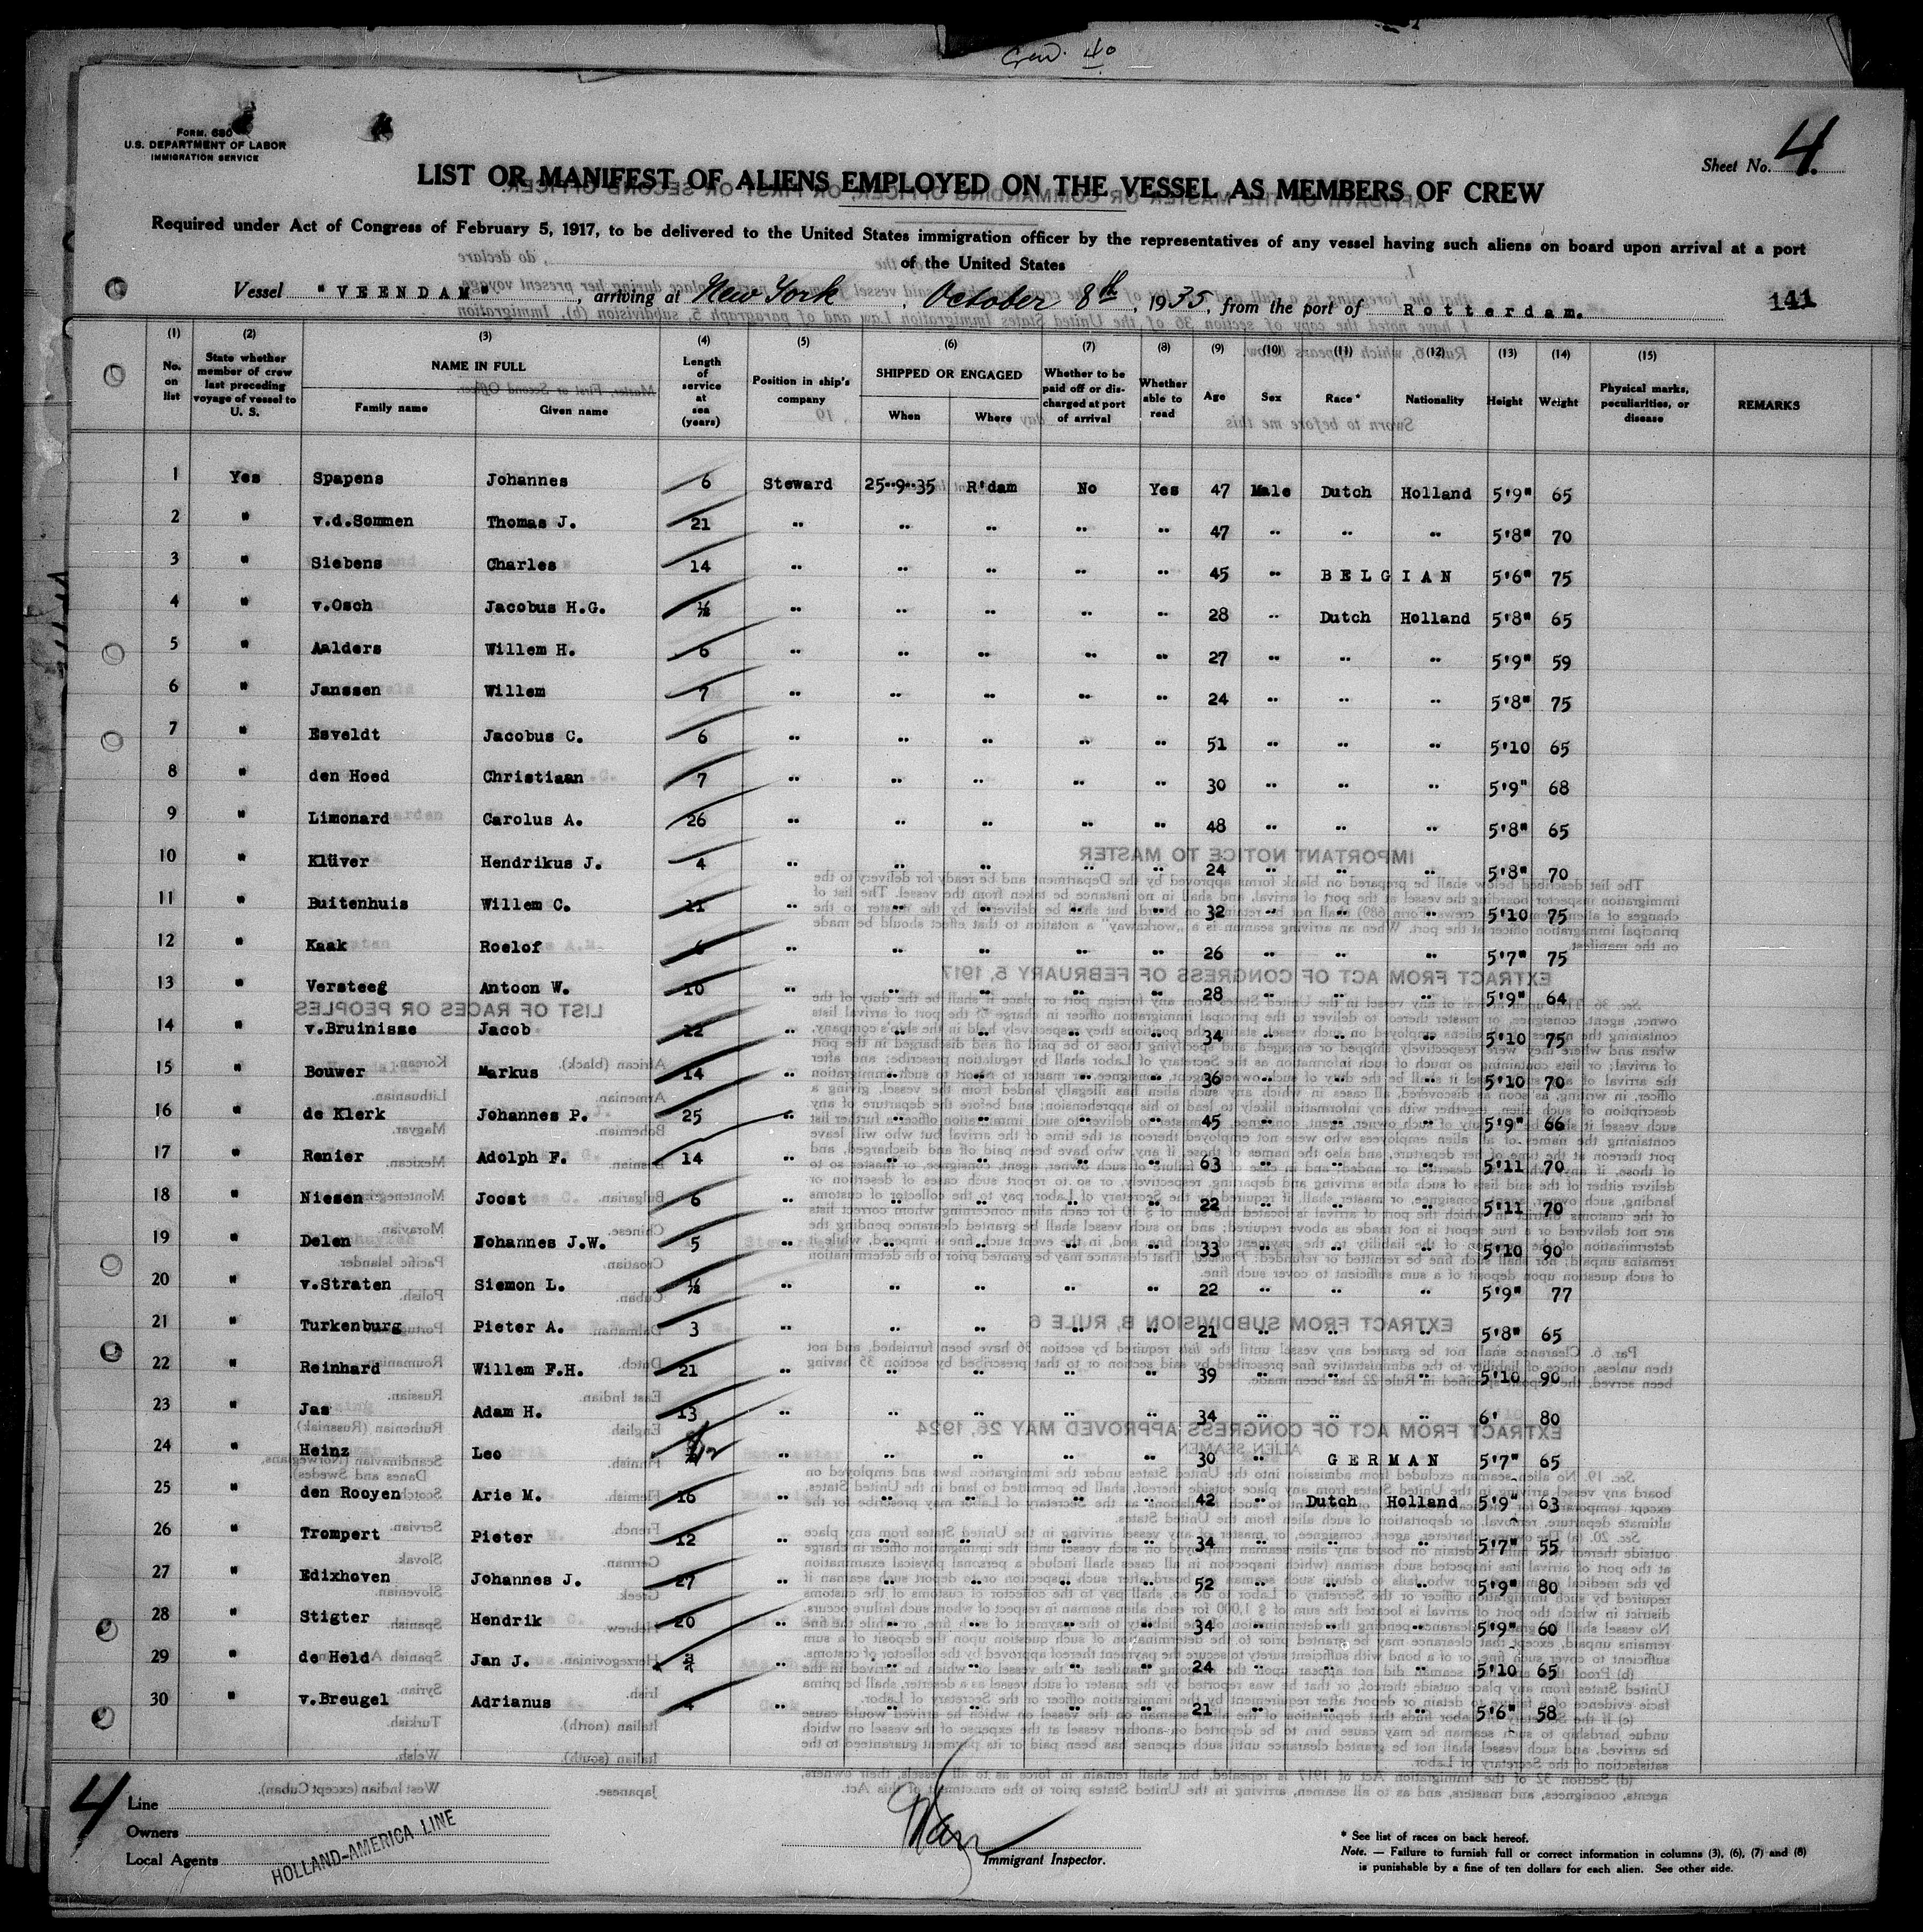 Crew. 40
FORM. 680
U.S. DEPARTMENT OF LABOR
IMMIGRATION SERVICE
Sheet No. 4.
LIST OR MANIFEST OF ALIENS EMPLOYED ON THE VESSEL AS MEMBERS OF CREW
Required under Act of Congress of February 5, 1917, to be delivered to the United States immigration officer by the representatives of any vessel having such aliens on board upon arrival at a port
of the United States
Vessel "VEENDAM", arriving at New York, October 8th, 1935, from the port of Rotterdam. 141
(1) (2) (3) (4) (5) (6) (7) (8) (9) (10) (11) (12) (13) (14) (15)
No. on list | State whether member of crew last preceding voyage of vessel to U. S. | NAME IN FULL Family name Given name | Length of service at sea (years) | Position in ship's company | SHIPPED OR ENGAGED When Where | Whether to be paid off or discharged at port of arrival | Whether able to read | Age | Sex | Race* | Nationality | Height | Weight | Physical marks, peculiarities, or disease | REMARKS
1 Yes Spapens Johannes 6 Steward 25-9-35 R'dam No Yes 47 Male Dutch Holland 5'9" 65
2 " v.d.Sommen Thomas J. 21 " " " " " 47 " " " 5'8" 70
3 " Siebens Charles 14 " " " " " 45 " BELGIAN 5'6" 75
4 " v.Osch Jacobus H.G. " " " " " 28 " Dutch Holland 5'8" 65
5 " Aalders Willem H. 6 " " " " " 27 " " " 5'9" 59
6 " Janssen Willem 7 " " " " " 24 " " " 5'8" 75
7 " Esveldt Jacobus C. 6 " " " " " 51 " " " 5'10 65
8 " den Hoed Christiaan 7 " " " " " 30 " " " 5'9" 68
9 " Limonard Carolus A. 26 " " " " " 48 " " " 5'8" 65
10 " Klüver Hendrikus J. 4 " " " " " 24 " " " 5'8" 70
11 " Buitenhuis Willem C. 11 " " " " " 32 " " " 5'10 75
12 " Kaak Roelof 6 " " " " " 26 " " " 5'7" 75
13 " Versteeg Antoon W. 10 " " " " " 28 " " " 5'9" 64
14 " v.Bruinisse Jacob 12 " " " " " 34 " " " 5'10 75
15 " Bouwer Markus 14 " " " " " 36 " " " 5'10 70
16 " de Klerk Johannes P. 25 " " " " " 45 " " " 5'9" 66
17 " Renier Adolph F. 14 " " " " " 63 " " " 5'11 70
18 " Niesen Joost 6 " " " " " 22 " " " 5'11 70
19 " Delen Nohannes J.W. 5 " " " " " 33 " " " 5'10 90
20 " v.Straten Siemon L. " " " " " 22 " " " 5'9" 77
21 " Turkenburg Pieter A. 3 " " " " " 21 " " " 5'8" 65
22 " Reinhard Willem F.H. 21 " " " " " 39 " " " 5'10 90
23 " Jas Adam H. 13 " " " " " 34 " " " 6' 80
24 " Heinz Leo " " " " " 30 " GERMAN 5'7" 65
25 " den Rooyen Arie M. 16 " " " " " 42 " Dutch Holland 5'9" 63
26 " Trompert Pieter 12 " " " " " 34 " " " 5'7" 55
27 " Edixhoven Johannes J. 27 " " " " " 52 " " " 5'9" 80
28 " Stigter Hendrik 20 " " " " " 34 " " " 5'9" 60
29 " de Held Jan J. " " " " " 24 " " " 5'10 65
30 " v.Breugel Adrianus 4 " " " " " 21 " " " 5'6" 58
4
Line
Owners
Local Agents
HOLLAND-AMERICA LINE
Immigrant Inspector.
* See list of races on back hereof.
Note. — Failure to furnish full or correct information in columns (3), (6), (7) and (8)
is punishable by a fine of ten dollars for each alien. See other side.